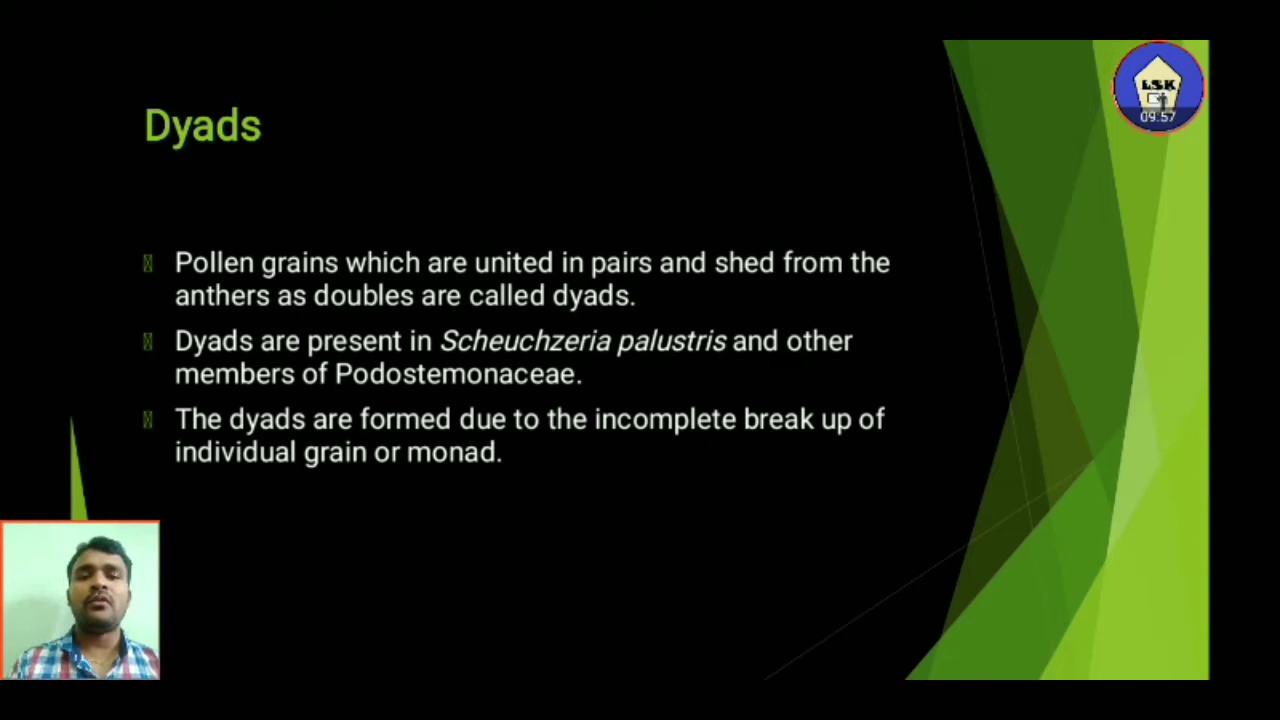 LSK
09:57
Dyads
Pollen grains which are united in pairs and shed from the
anthers as doubles are called dyads.
Dyads are present in Scheuchzeria palustris and other
members of Podostemonaceae.
The dyads are formed due to the incomplete break up of
individual grain or monad.